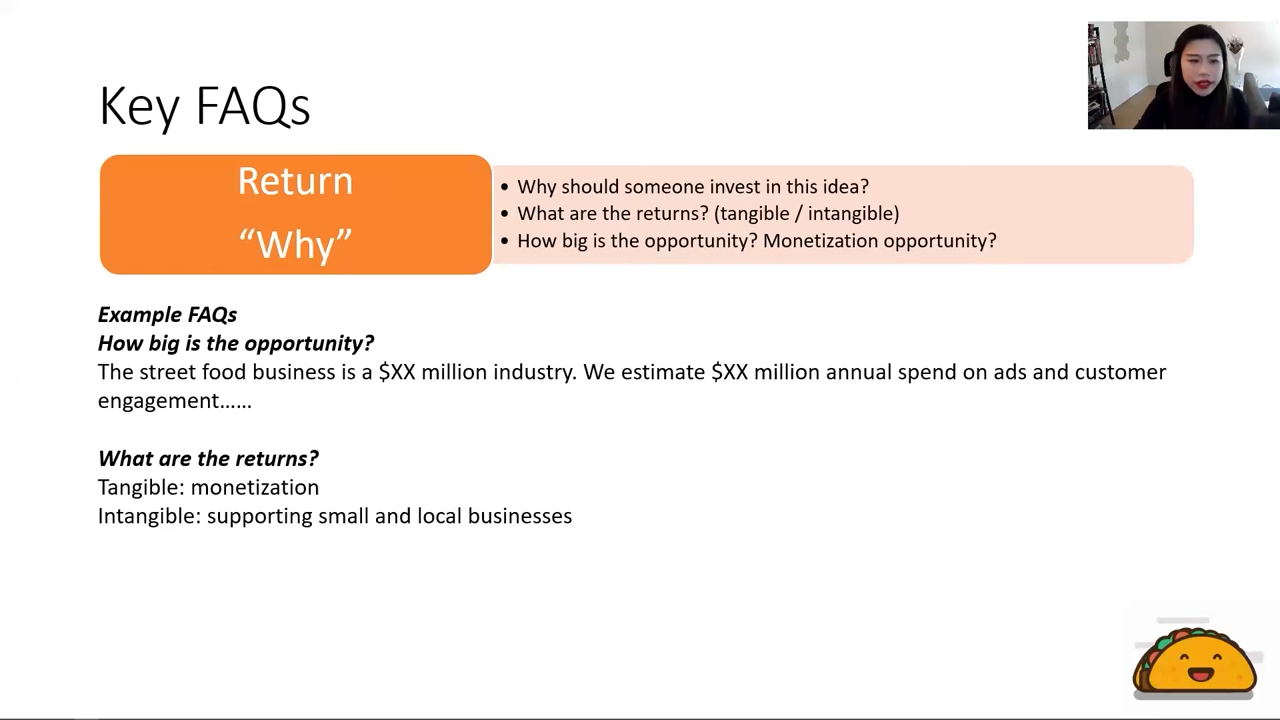 Key FAQs
Return
“Why”
• Why should someone invest in this idea?
• What are the returns? (tangible / intangible)
• How big is the opportunity? Monetization opportunity?
Example FAQs
How big is the opportunity?
The street food business is a $XX million industry. We estimate $XX million annual spend on ads and customer
engagement……
What are the returns?
Tangible: monetization
Intangible: supporting small and local businesses